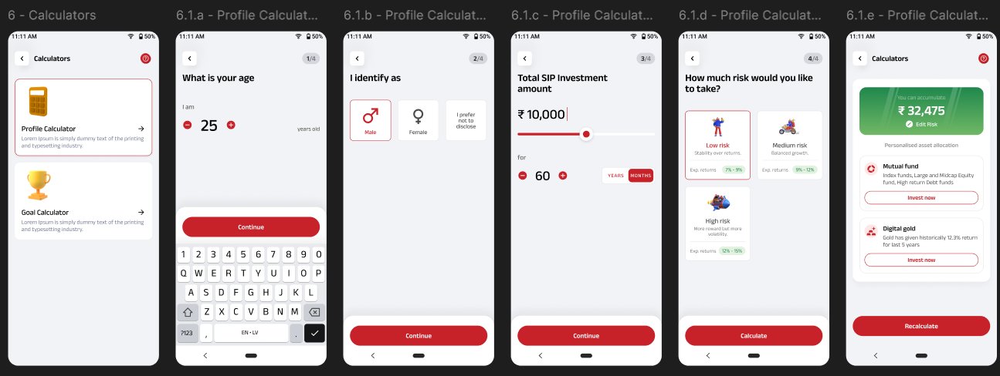 6 - Calculators
11:11 AM
50%
Calculators
Profile Calculator
Lorem Ipsum is simply dummy text of the printing
and typesetting industry.
Goal Calculator
Lorem Ipsum is simply dummy text of the printing
and typesetting industry.
6.1.a - Profile Calculat...
11:11 AM
50%
1/4
What is your age
I am
25
years old
Continue
1 2 3 4 5 6 7 8 9 0
Q W E R T Y U I O P
A S D F G H J K L
Z X C V B N M
?123 , EN • LV .
6.1.b - Profile Calculat...
11:11 AM
50%
2/4
I identify as
Male
Female
I prefer
not to
disclose
Continue
6.1.c - Profile Calculat...
11:11 AM
50%
3/4
Total SIP Investment
amount
₹ 10,000
for
60
YEARS MONTHS
Continue
6.1.d - Profile Calculat...
11:11 AM
50%
4/4
How much risk would you like
to take?
Low risk
Stability over returns.
Exp. returns 7% - 9%
Medium risk
Balanced growth.
Exp. returns 9% - 12%
High risk
More reward but more
volatility.
Exp. returns 12% - 15%
Calculate
6.1.e - Profile Calculat...
11:11 AM
50%
Calculators
You can accumulate
₹ 32,475
Edit Risk
Personalised asset allocation
Mutual fund
Index funds, Large and Midcap Equity
fund, High return Debt funds
Invest now
Digital gold
Gold has given historically 12.3% return
for last 5 years
Invest now
Recalculate